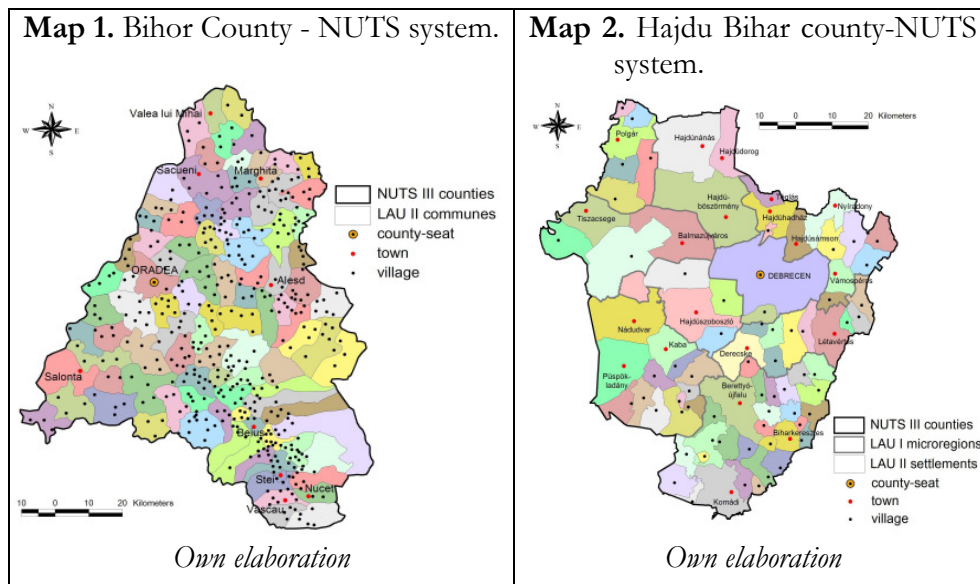 Map 1. Bihor County - NUTS system.
N
W
E
S
Valea lui Mihai
Sacueni
Marghita
NUTS III counties
LAU II communes
county-seat
town
village
ORADEA
Alesd
Salonta
Beius
Stei
Nucet
Vascau
10 0 10 20 Kilometers
Own elaboration
Map 2. Hajdu Bihar county-NUTS
system.
N
W
E
S
10 0 10 20 Kilometers
Polgár
Hajdúnánás
Hajdúdorog
Hajdú-
böszörmény
Téglás
Nyíradony
Tiszacsege
Hajdúhadház
Balmazújváros
Hajdúsámson
DEBRECEN
Vámospércs
Nádudvar
Hajdúszoboszló
Létavértes
Kaba
Derecske
Püspök-
ladány
Berettyó-
újfalu
Biharkeresztes
Komádi
NUTS III counties
LAU I microregions
LAU II settlements
county-seat
town
village
Own elaboration